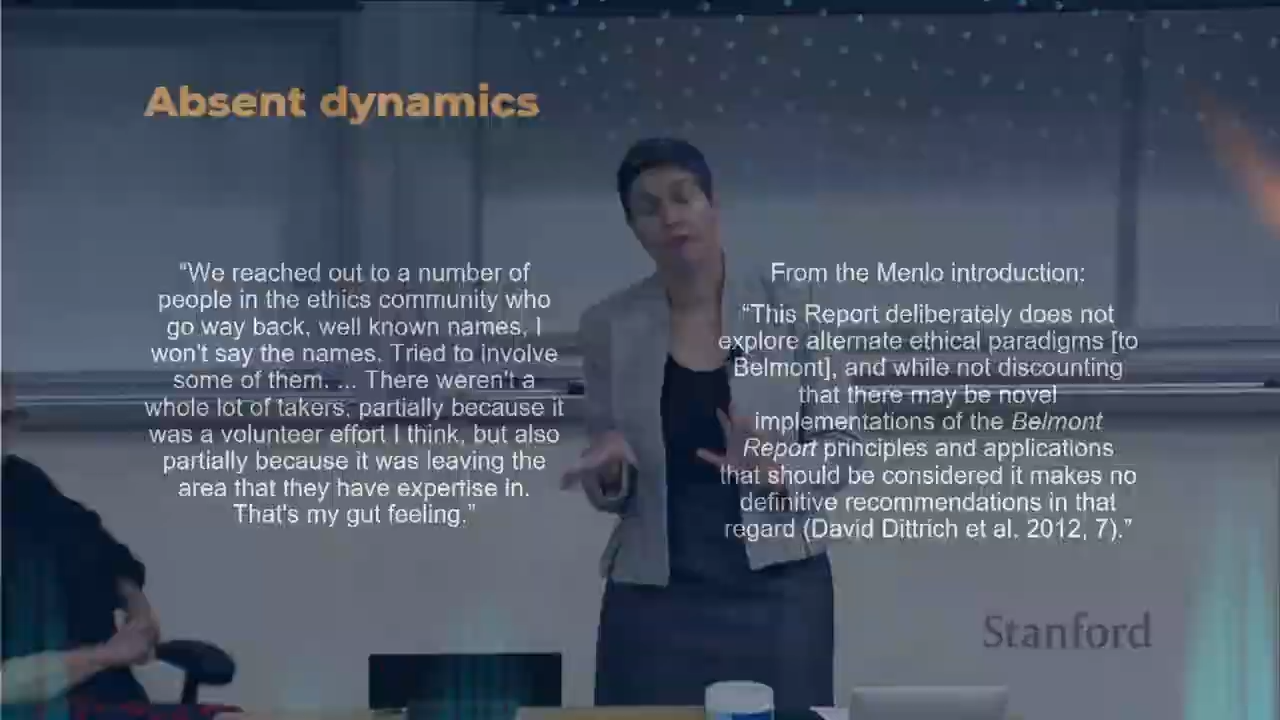 Absent dynamics
“We reached out to a number of
people in the ethics community who
go way back, well known names, I
won't say the names. Tried to involve
some of them. ... There weren't a
whole lot of takers, partially because it
was a volunteer effort I think, but also
partially because it was leaving the
area that they have expertise in.
That's my gut feeling.”
From the Menlo introduction:
“This Report deliberately does not
explore alternate ethical paradigms [to
Belmont], and while not discounting
that there may be novel
implementations of the Belmont
Report principles and applications
that should be considered it makes no
definitive recommendations in that
regard (David Dittrich et al. 2012, 7).”
Stanford